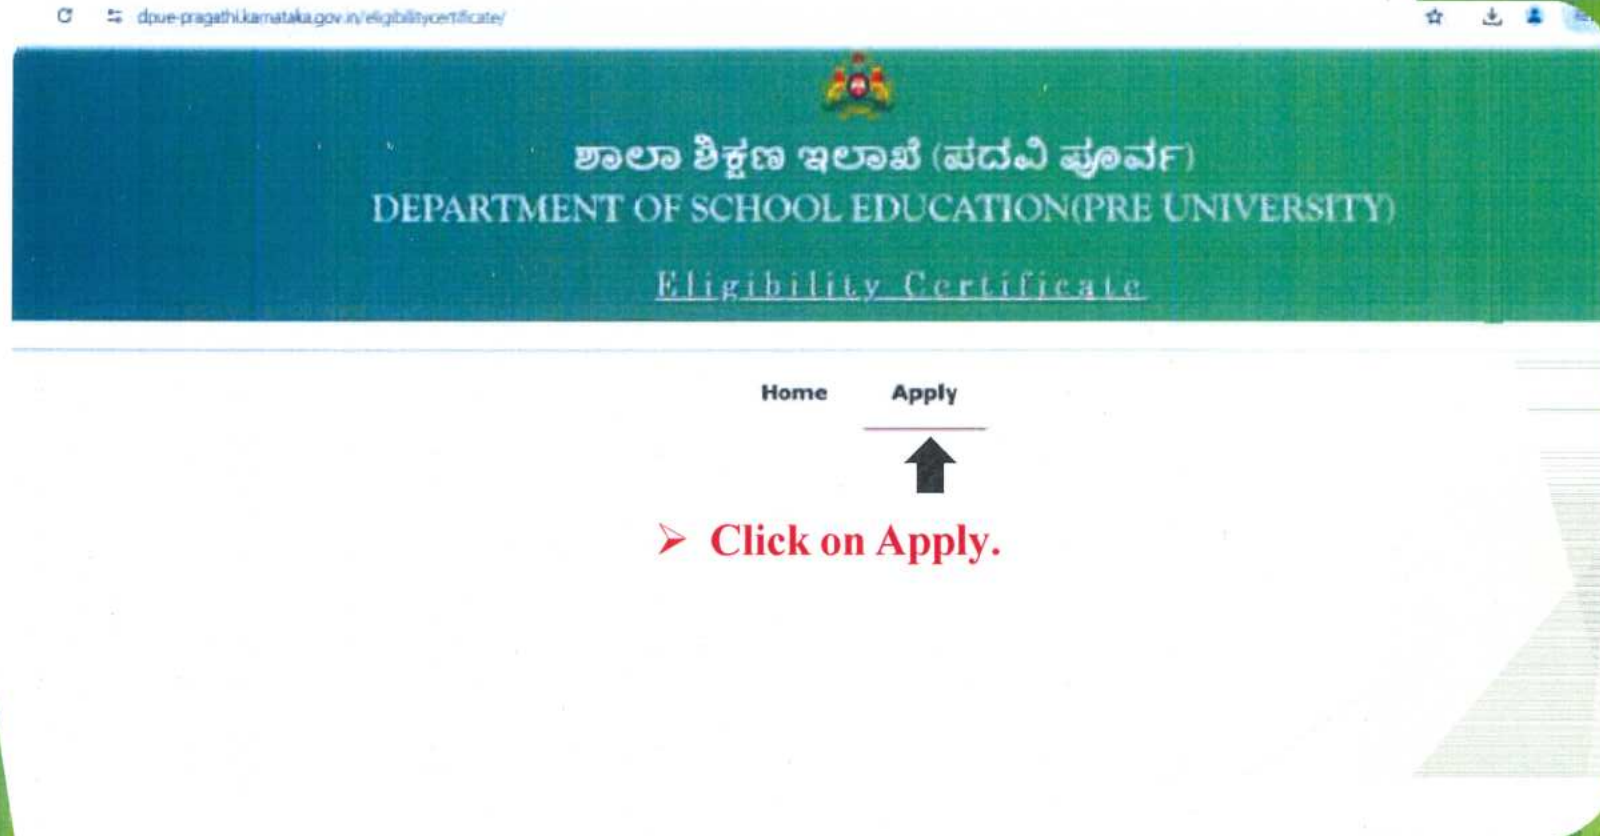 dpue-pragathi.karnataka.gov.in/eligibilitycertificate/
ಶಾಲಾ ಶಿಕ್ಷಣ ಇಲಾಖೆ (ಪದವಿ ಪೂರ್ವ)
DEPARTMENT OF SCHOOL EDUCATION(PRE UNIVERSITY)
Eligibility Certificate
Home Apply
➢ Click on Apply.